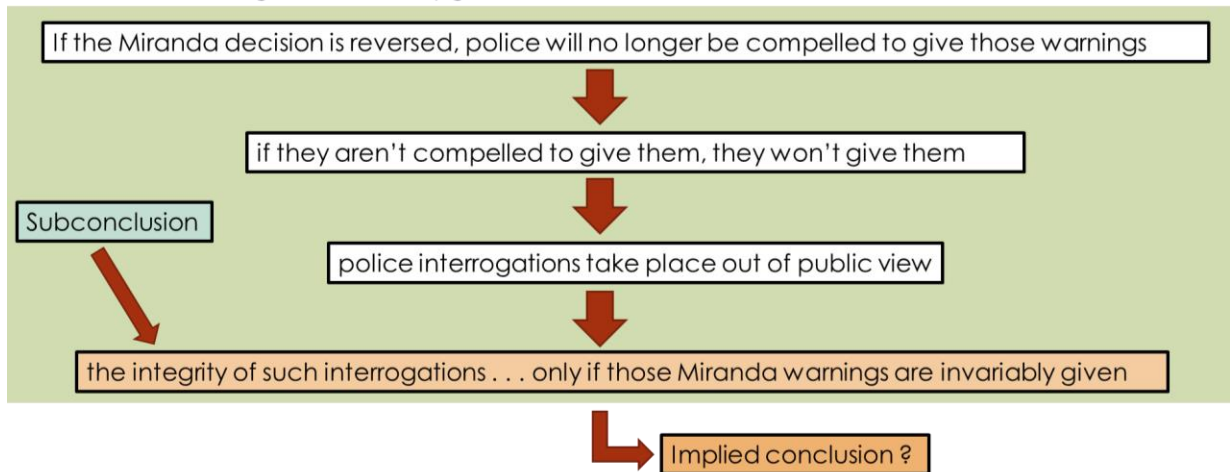 If the Miranda decision is reversed, police will no longer be compelled to give those warnings
if they aren't compelled to give them, they won't give them
Subconclusion
police interrogations take place out of public view
the integrity of such interrogations . . . only if those Miranda warnings are invariably given
Implied conclusion ?